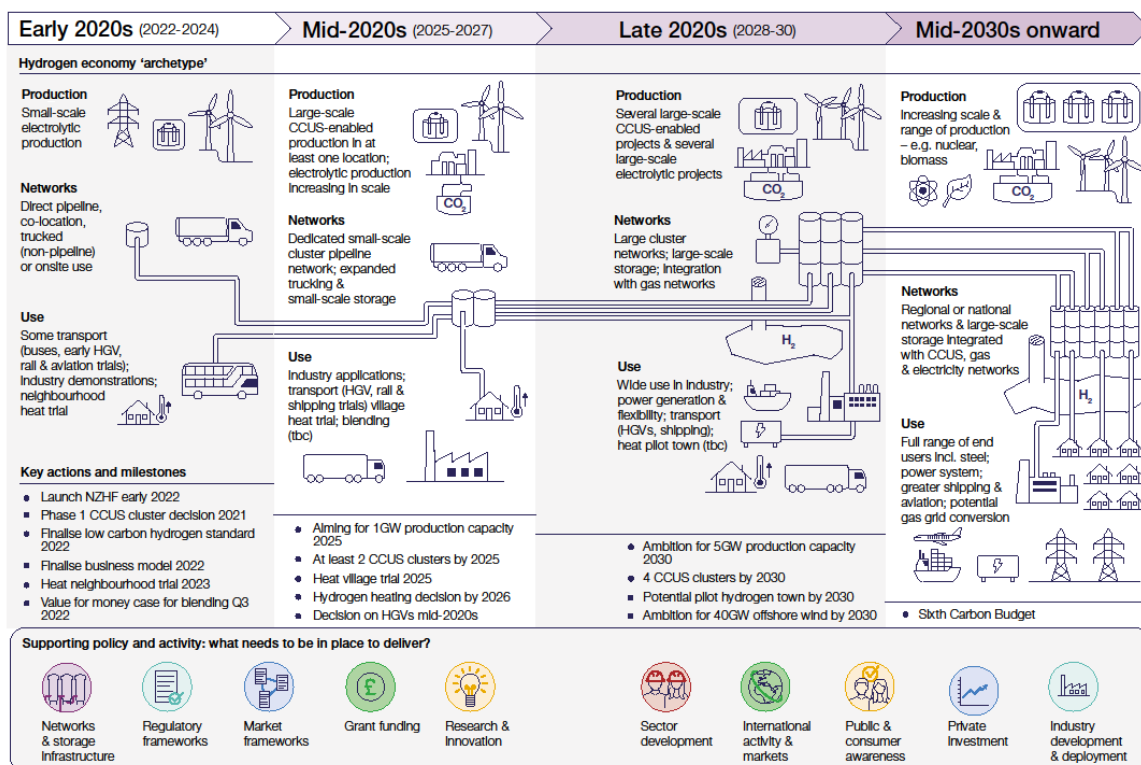 Early 2020s (2022-2024)
Mid-2020s (2025-2027)
Late 2020s (2028-30)
Mid-2030s onward
Hydrogen economy ‘archetype’
Production
Small-scale
electrolytic
production
Networks
Direct pipeline,
co-location,
trucked
(non-pipeline)
or onsite use
Use
Some transport
(buses, early HGV,
rail & aviation trials);
industry demonstrations;
neighbourhood
heat trial
Key actions and milestones
Launch NZHF early 2022
Phase 1 CCUS cluster decision 2021
Finalise low carbon hydrogen standard
2022
Finalise business model 2022
Heat neighbourhood trial 2023
Value for money case for blending Q3
2022
Production
Large-scale
CCUS-enabled
production in at
least one location;
electrolytic production
increasing in scale
CO2
Networks
Dedicated small-scale
cluster pipeline
network; expanded
trucking &
small-scale storage
Use
Industry applications;
transport (HGV, rail &
shipping trials) village
heat trial; blending
(tbc)
Aiming for 1GW production capacity
2025
At least 2 CCUS clusters by 2025
Heat village trial 2025
Hydrogen heating decision by 2026
Decision on HGVs mid-2020s
Production
Several large-scale
CCUS-enabled
projects & several
large-scale
electrolytic projects
CO2
Networks
Large cluster
networks; large-scale
storage; integration
with gas networks
H2
Use
Wide use in industry;
power generation &
flexibility; transport
(HGVs, shipping);
heat pilot town (tbc)
Ambition for 5GW production capacity
2030
4 CCUS clusters by 2030
Potential pilot hydrogen town by 2030
Ambition for 40GW offshore wind by 2030
Production
Increasing scale &
range of production
– e.g. nuclear,
biomass
CO2
Networks
Regional or national
networks & large-scale
storage integrated
with CCUS, gas
& electricity networks
H2
Use
Full range of end
users incl. steel;
power system;
greater shipping &
aviation; potential
gas grid conversion
Sixth Carbon Budget
Supporting policy and activity: what needs to be in place to deliver?
Networks
& storage
infrastructure
Regulatory
frameworks
Market
frameworks
£
Grant funding
Research &
innovation
Sector
development
International
activity &
markets
Public &
consumer
awareness
Private
investment
Industry
development
& deployment